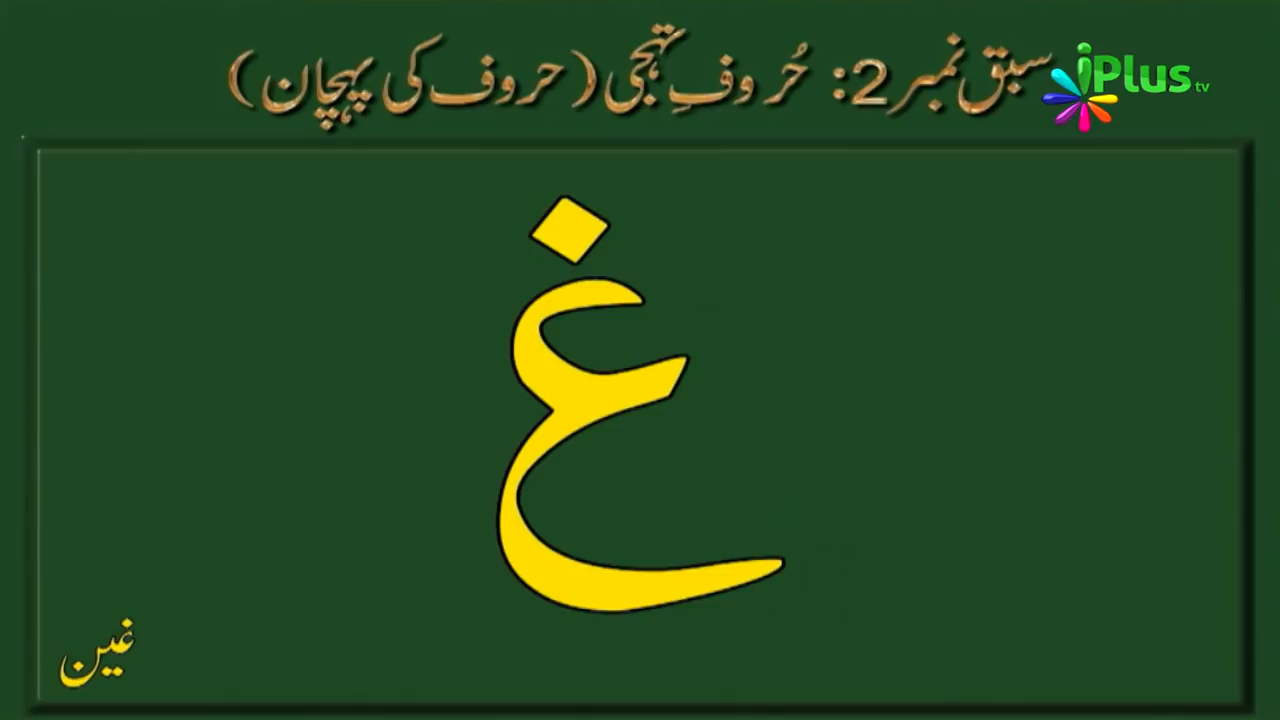 سبق نمبر 2: حُروفِ تہجی (حروف کی پہچان)
iPlus tv
غ
غین